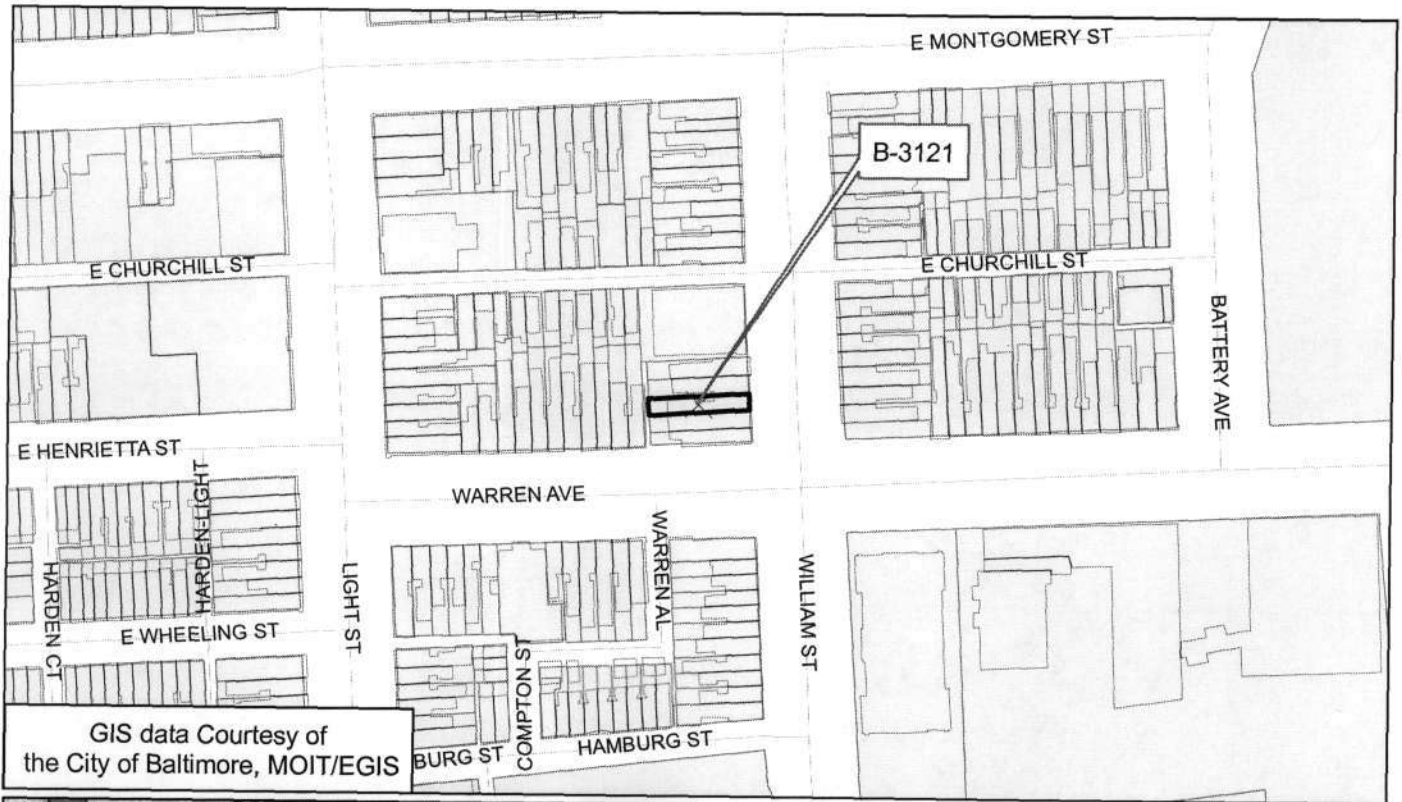 E MONTGOMERY ST
B-3121
E CHURCHILL ST
E CHURCHILL ST
BATTERY AVE
E HENRIETTA ST
HARDEN-LIGHT
WARREN AVE
WARREN AL
HARDEN CT
LIGHT ST
WILLIAM ST
E WHEELING ST
COMPTON ST
BURG ST
HAMBURG ST
GIS data Courtesy of
the City of Baltimore, MOIT/EGIS